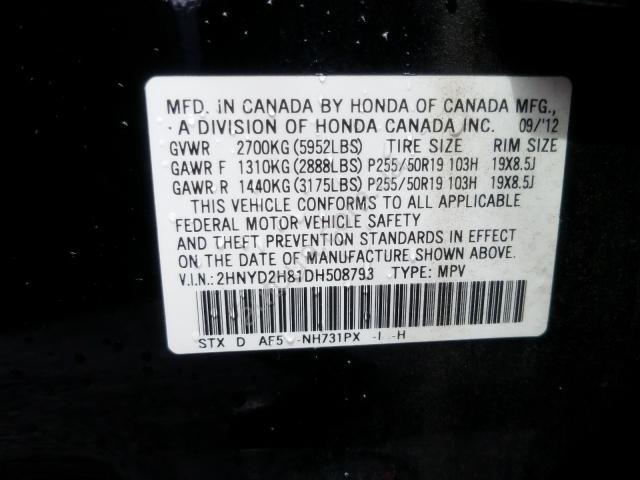 MFD. IN CANADA BY HONDA OF CANADA MFG.,
A DIVISION OF HONDA CANADA INC. 09/'12
GVWR 2700KG(5952LBS) TIRE SIZE RIM SIZE
GAWR F 1310KG(2888LBS) P255/50R19 103H 19X8.5J
GAWR R 1440KG(3175LBS) P255/50R19 103H 19X8.5J
THIS VEHICLE CONFORMS TO ALL APPLICABLE
FEDERAL MOTOR VEHICLE SAFETY
AND THEFT PREVENTION STANDARDS IN EFFECT
ON THE DATE OF MANUFACTURE SHOWN ABOVE.
V.I.N.: 2HNYD2H81DH508793 TYPE: MPV
STX D AF5 -NH731PX -I -H